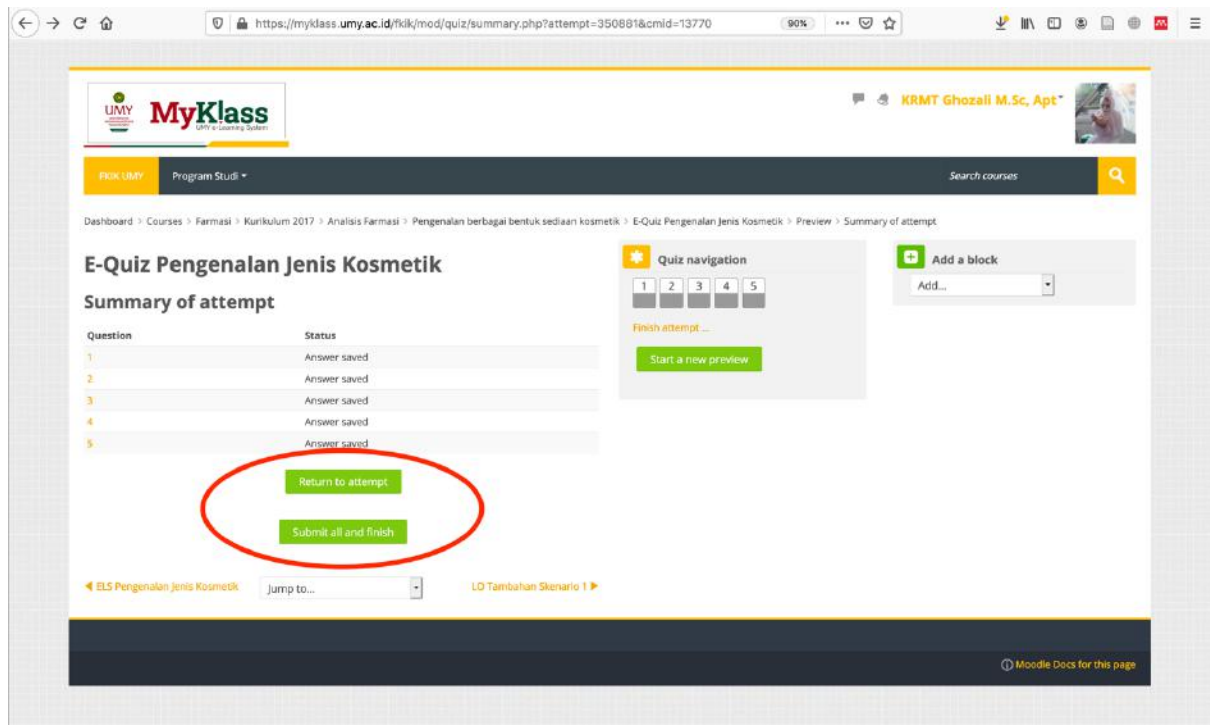 https://myklass.umy.ac.id/fkik/mod/quiz/summary.php?attempt=350881&cmid=13770
90%
UMY
MyKlass
UMY e-Learning System
KRMT Ghozali M.Sc, Apt
FKIK UMY
Program Studi
Search courses
Dashboard > Courses > Farmasi > Kurikulum 2017 > Analisis Farmasi > Pengenalan berbagai bentuk sediaan kosmetik > E-Quiz Pengenalan Jenis Kosmetik > Preview > Summary of attempt
E-Quiz Pengenalan Jenis Kosmetik
Summary of attempt
Question Status
1 Answer saved
2 Answer saved
3 Answer saved
4 Answer saved
5 Answer saved
Return to attempt
Submit all and finish
ELS Pengenalan Jenis Kosmetik
Jump to...
LO Tambahan Skenario 1
Quiz navigation
1 2 3 4 5
Finish attempt ...
Start a new preview
Add a block
Add...
Moodle Docs for this page